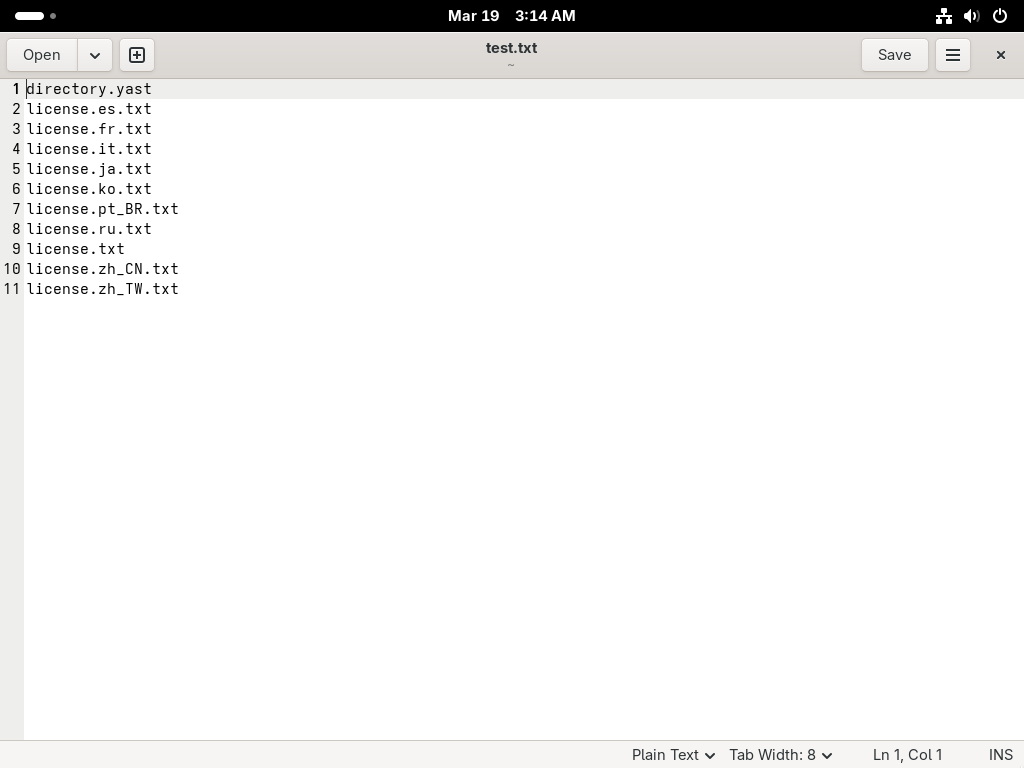 Mar 19 3:14 AM
Open
test.txt
~
Save
1 directory.yast
2 license.es.txt
3 license.fr.txt
4 license.it.txt
5 license.ja.txt
6 license.ko.txt
7 license.pt_BR.txt
8 license.ru.txt
9 license.txt
10 license.zh_CN.txt
11 license.zh_TW.txt
Plain Text Tab Width: 8 Ln 1, Col 1 INS